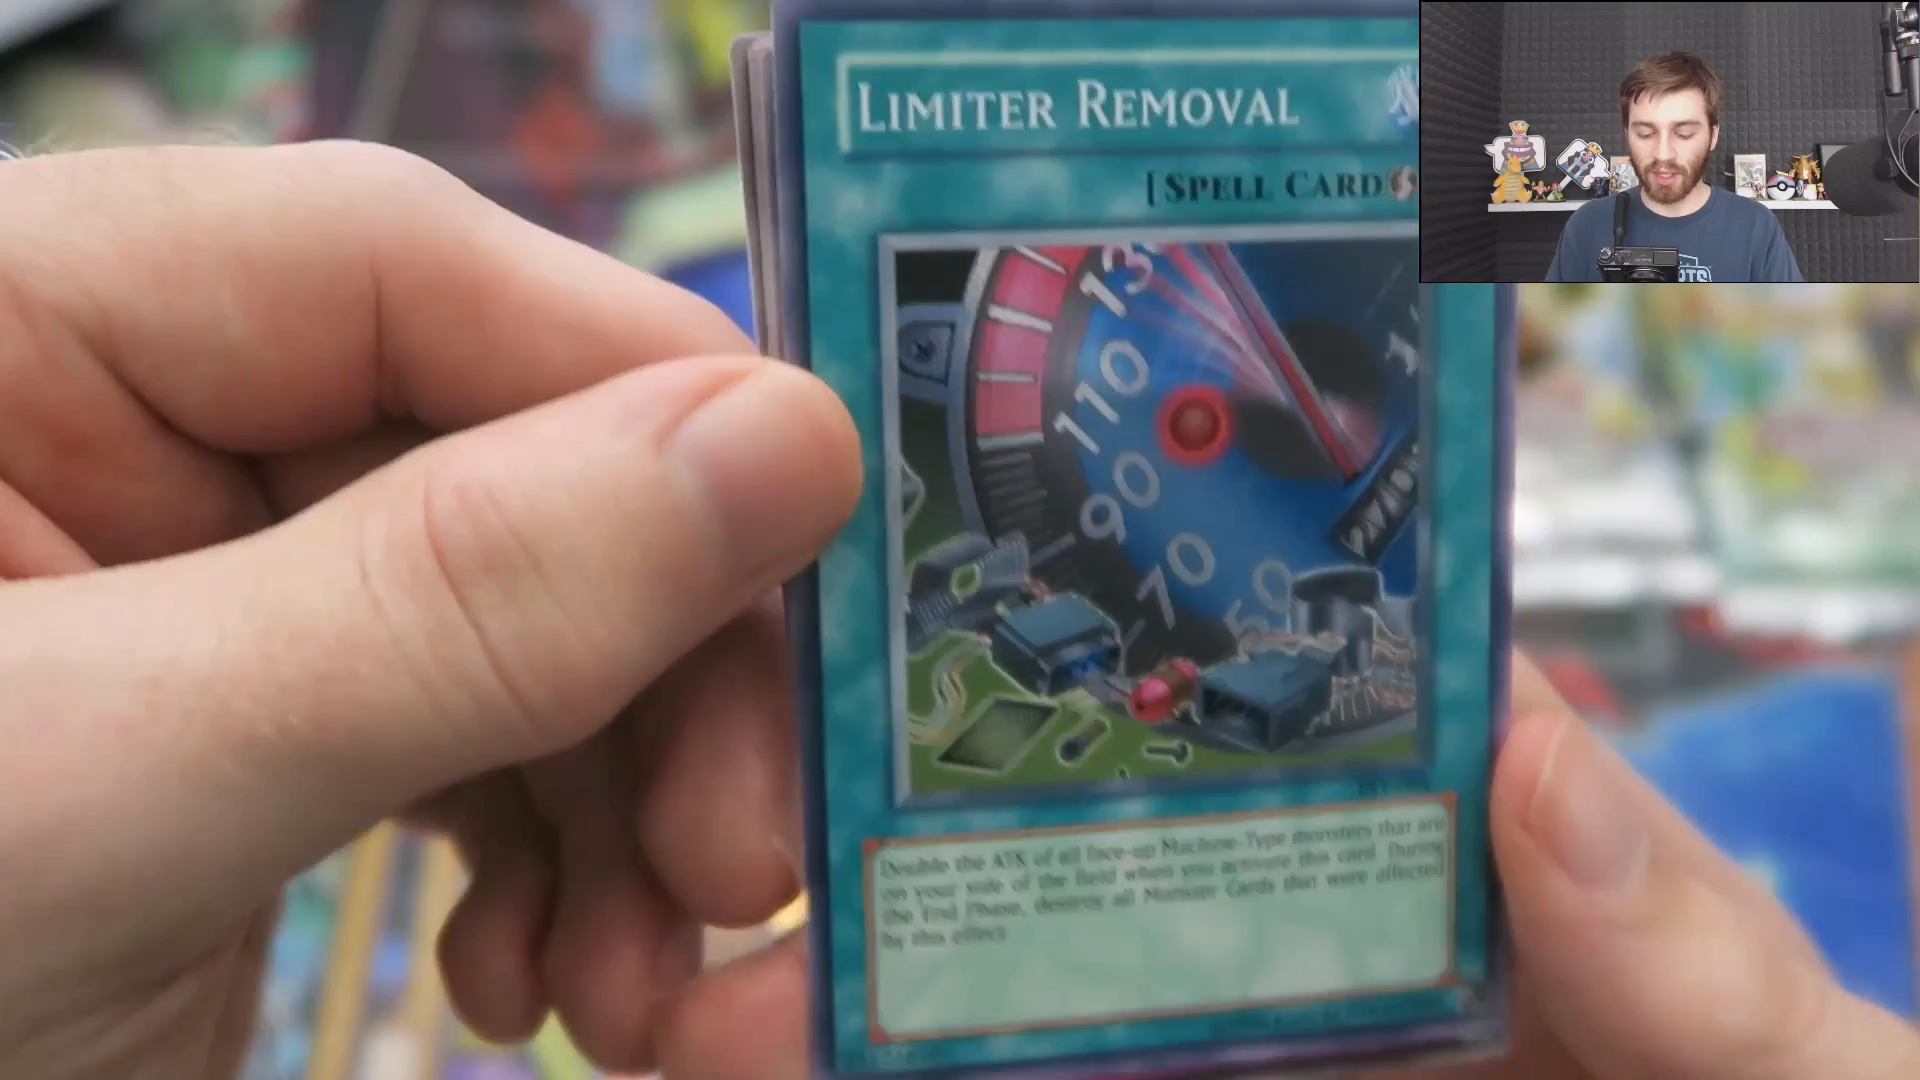 LIMITER REMOVAL
[SPELL CARD
130
110
90
70
50
Double the ATK of all face-up Machine-Type monsters that are
on your side of the field when you activate this card. During
the End Phase, destroy all Monster Cards that were affected
by this effect.